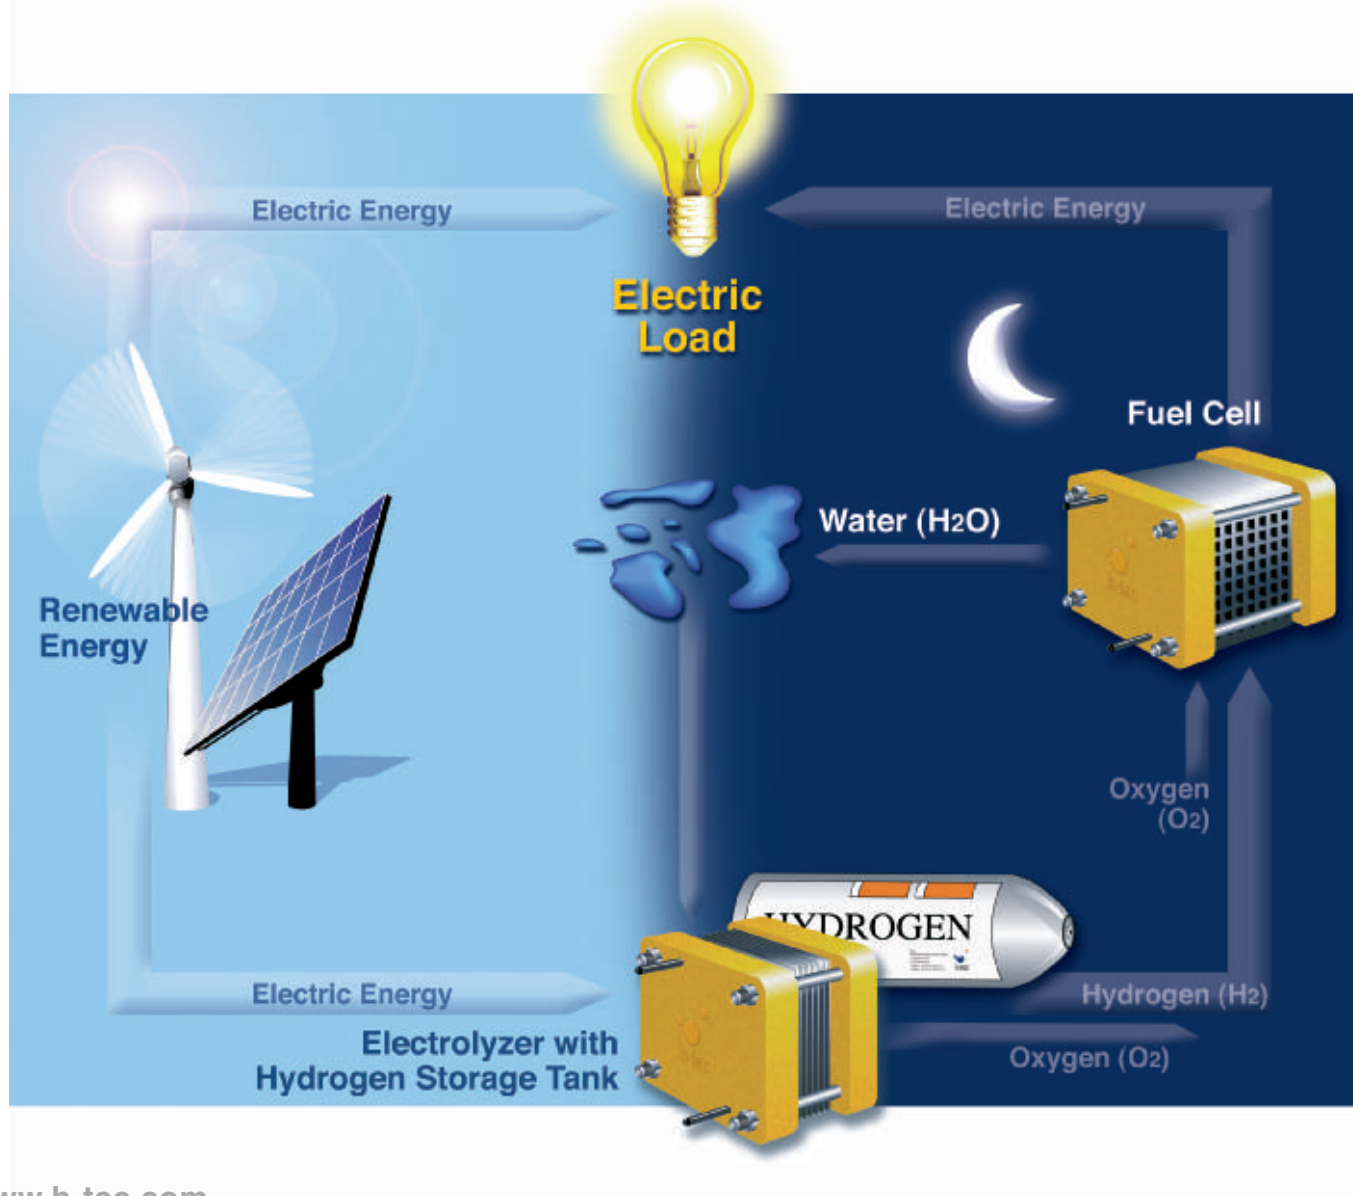 Electric Energy
Electric Energy
Electric
Load
Fuel Cell
Water (H2O)
Renewable
Energy
Oxygen
(O2)
HYDROGEN
Electric Energy
Hydrogen (H2)
Electrolyzer with
Hydrogen Storage Tank
Oxygen (O2)